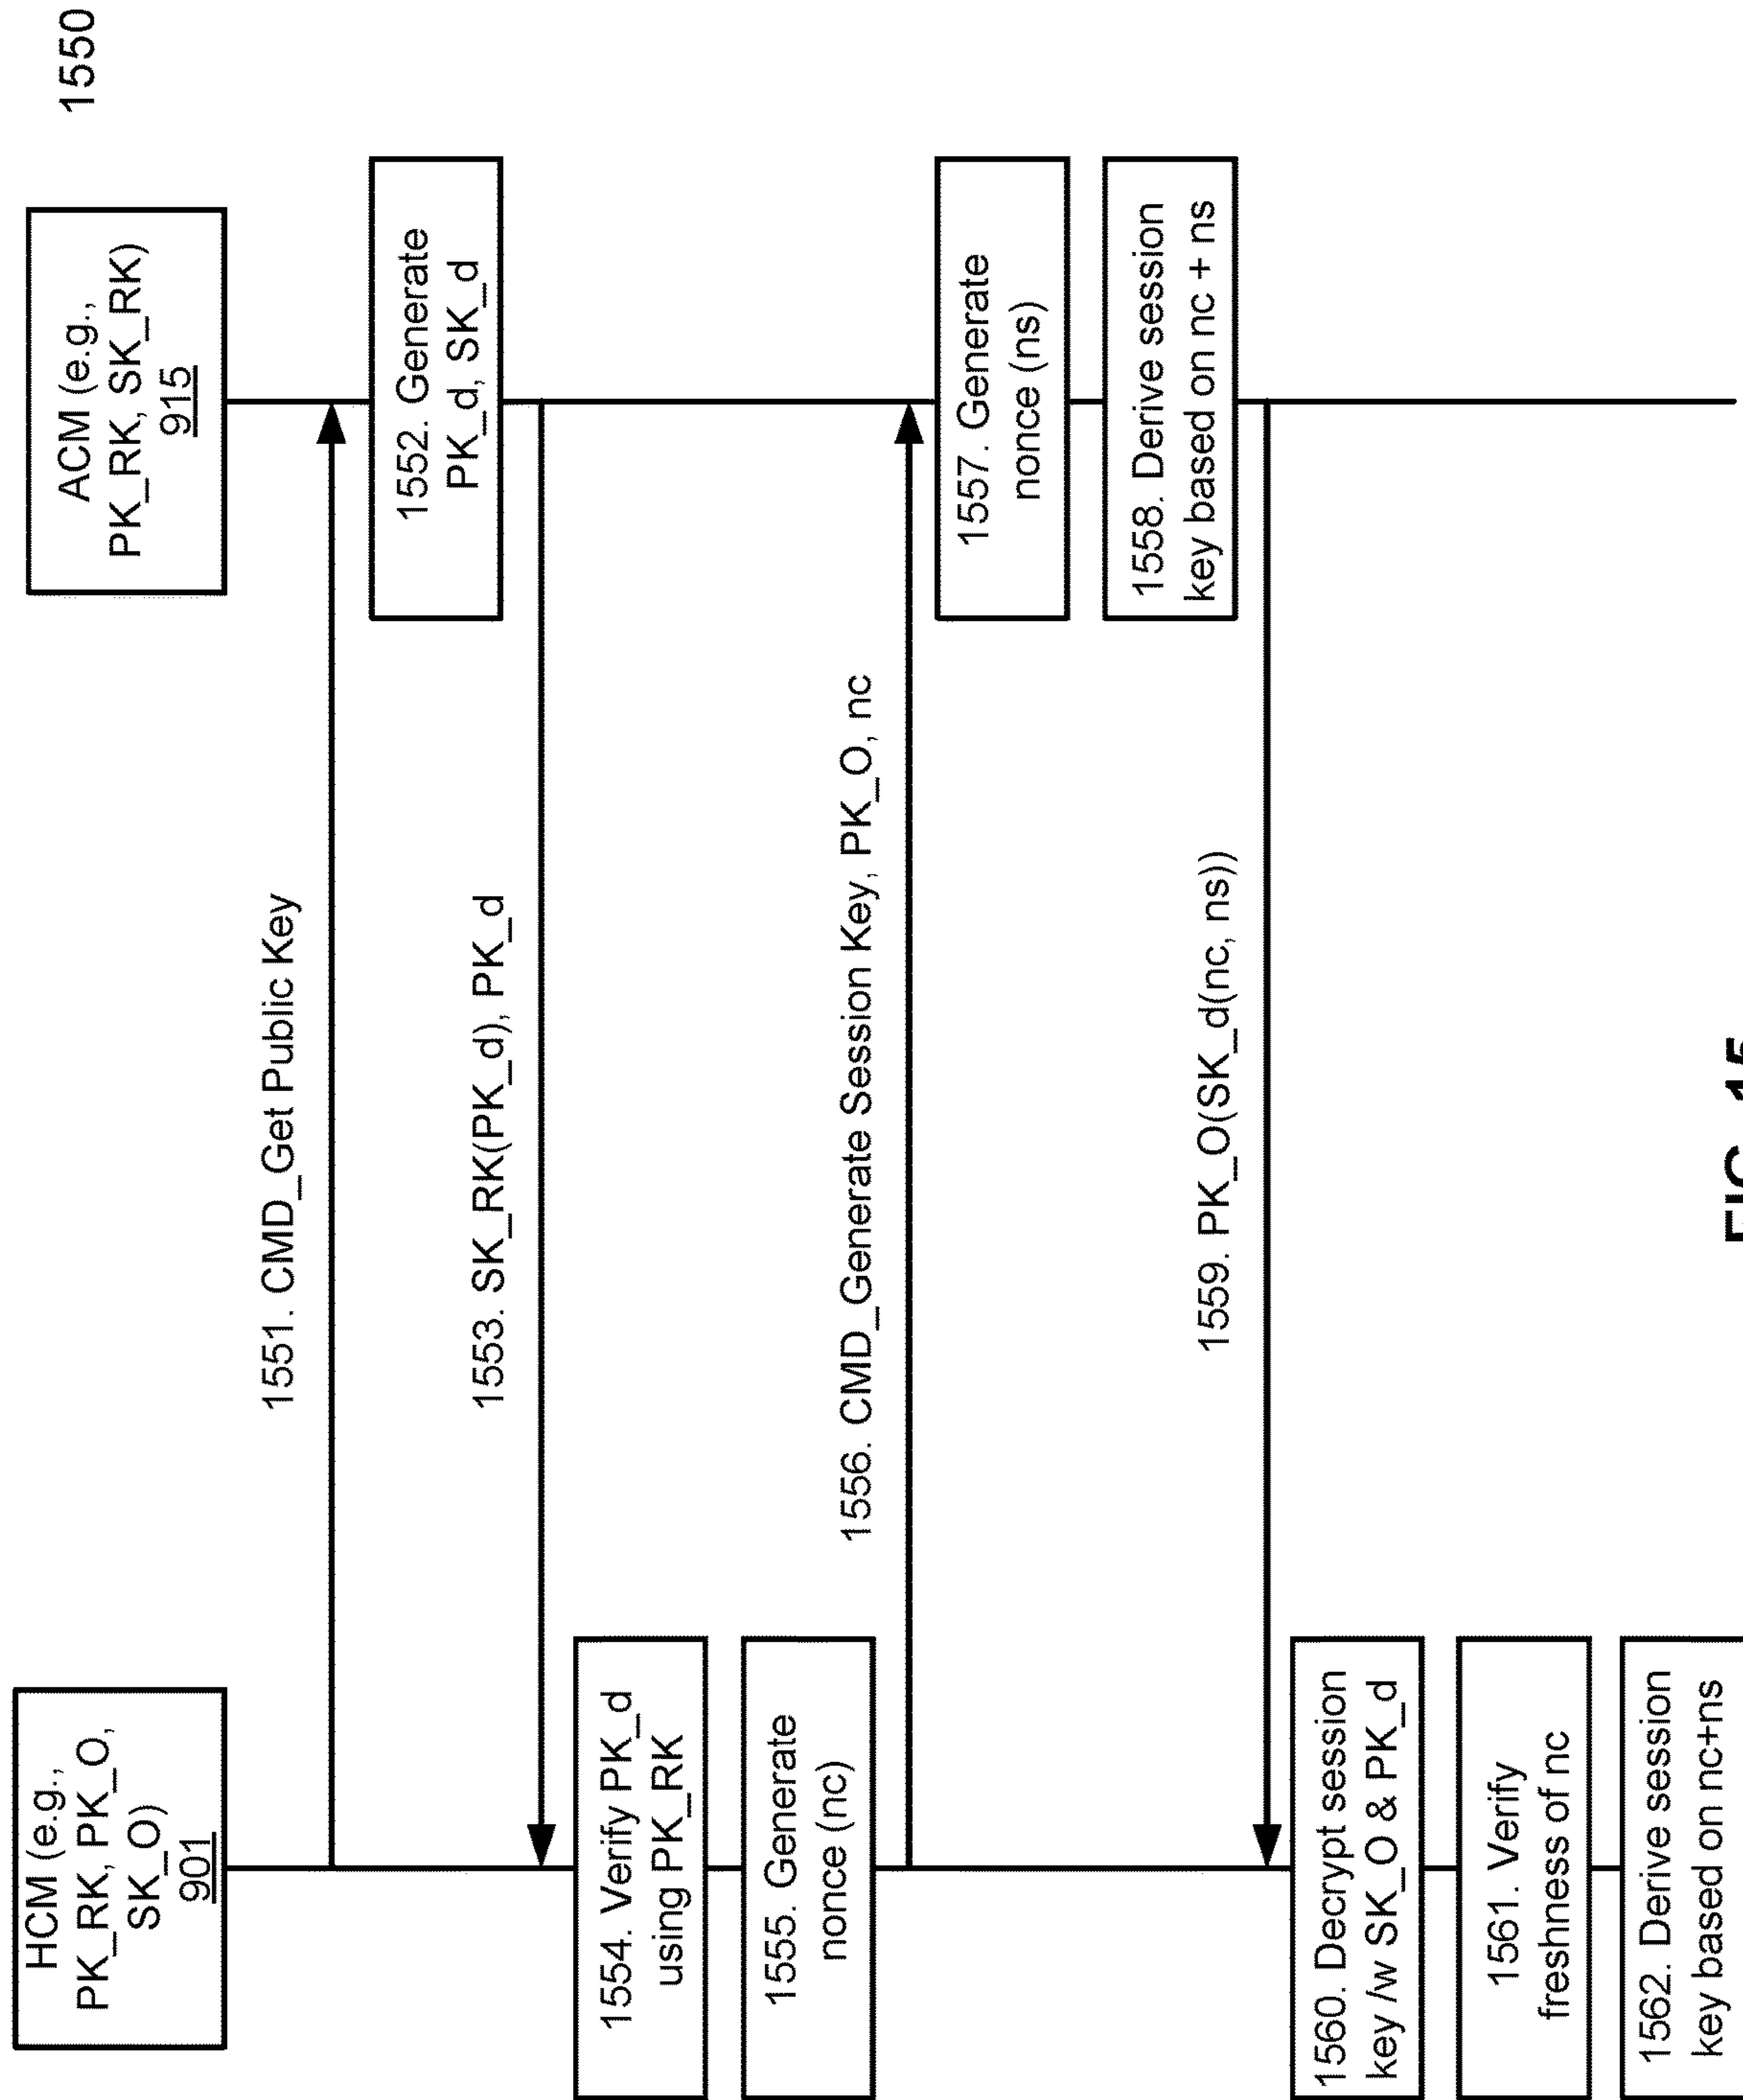 1550
HCM (e.g.,
PK_RK, PK_O,
SK_O)
901
ACM (e.g.,
PK_RK, SK_RK)
915
1551. CMD_Get Public Key
1552. Generate
PK_d, SK_d
1553. SK_RK(PK_d), PK_d
1554. Verify PK_d
using PK_RK
1555. Generate
nonce (nc)
1556. CMD_Generate Session Key, PK_O, nc
1557. Generate
nonce (ns)
1558. Derive session
key based on nc + ns
1559. PK_O(SK_d(nc, ns))
1560. Decrypt session
key /w SK_O & PK_d
1561. Verify
freshness of nc
1562. Derive session
key based on nc+ns
FIG. 15